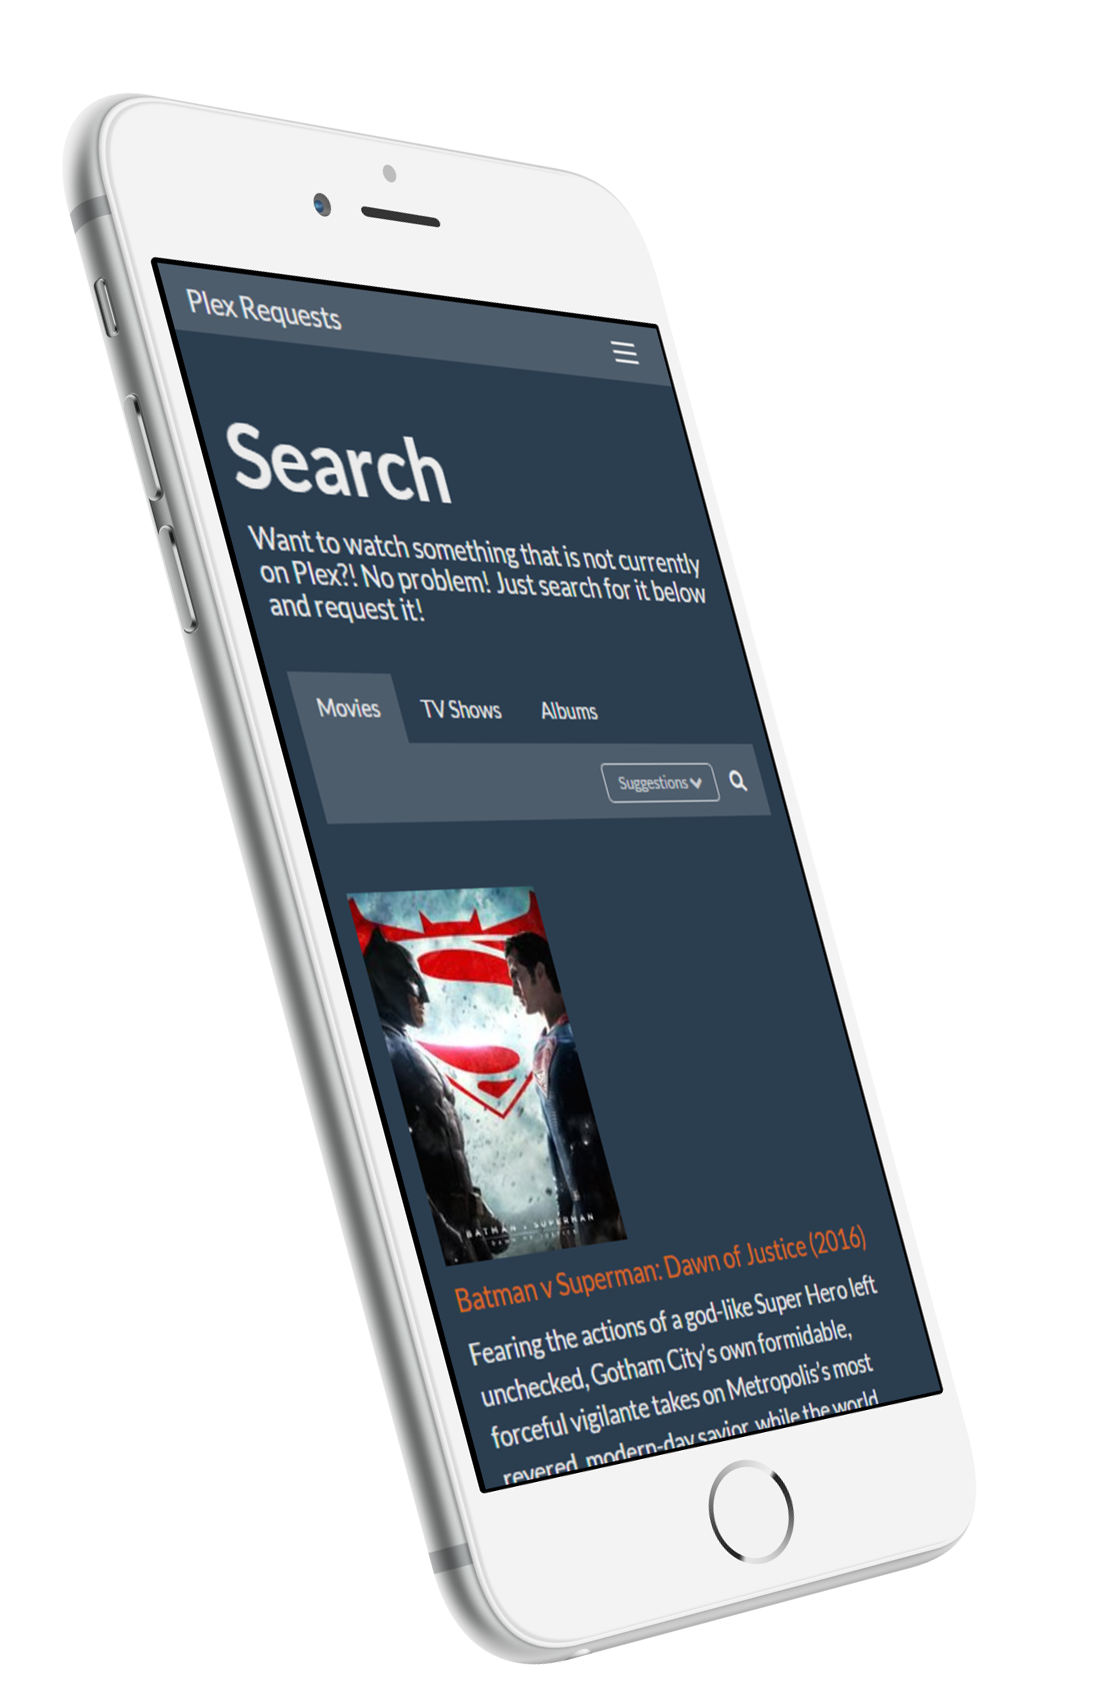 Plex Requests
Search
Want to watch something that is not currently
on Plex?! No problem! Just search for it below
and request it!
Movies TV Shows Albums
Suggestions
BATMAN v SUPERMAN
DAWN OF JUSTICE
Batman v Superman: Dawn of Justice (2016)
Fearing the actions of a god-like Super Hero left
unchecked, Gotham City's own formidable,
forceful vigilante takes on Metropolis's most
revered, modern-day savior, while the world